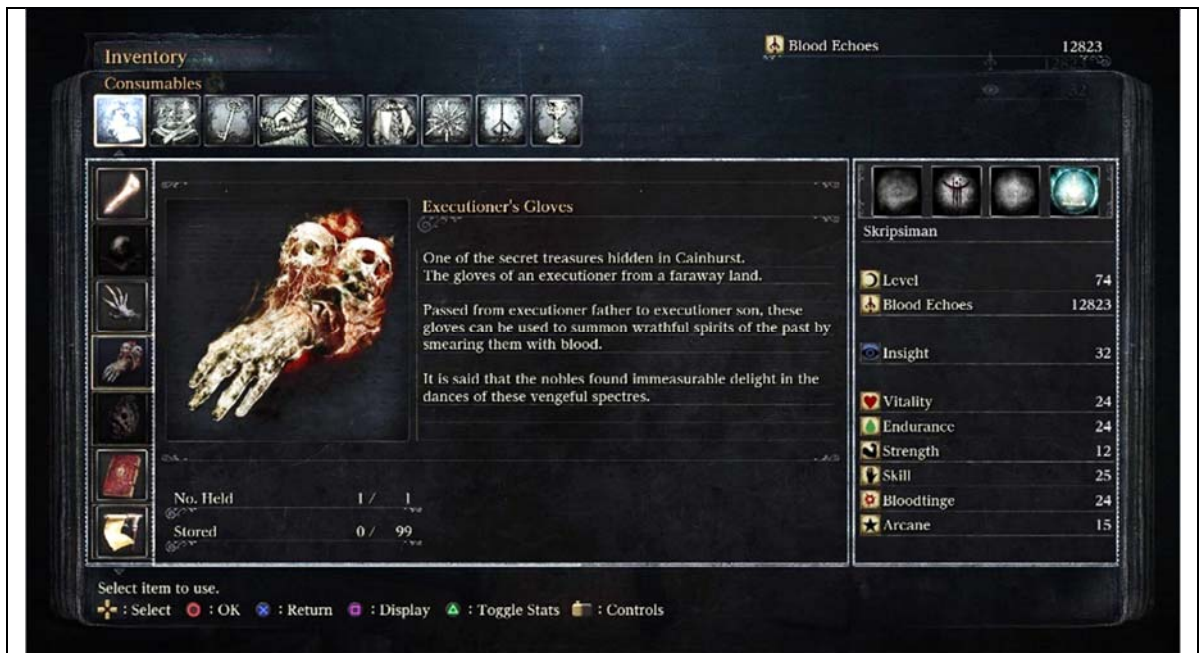 Inventory
Blood Echoes 12823
Consumables
Executioner's Gloves
One of the secret treasures hidden in Cainhurst.
The gloves of an executioner from a faraway land.
Passed from executioner father to executioner son, these
gloves can be used to summon wrathful spirits of the past by
smearing them with blood.
It is said that the nobles found immeasurable delight in the
dances of these vengeful spectres.
No. Held 1 / 1
Stored 0 / 99
Skripsiman
Level 74
Blood Echoes 12823
Insight 32
Vitality 24
Endurance 24
Strength 12
Skill 25
Bloodtinge 24
Arcane 15
Select item to use.
: Select : OK : Return : Display : Toggle Stats : Controls